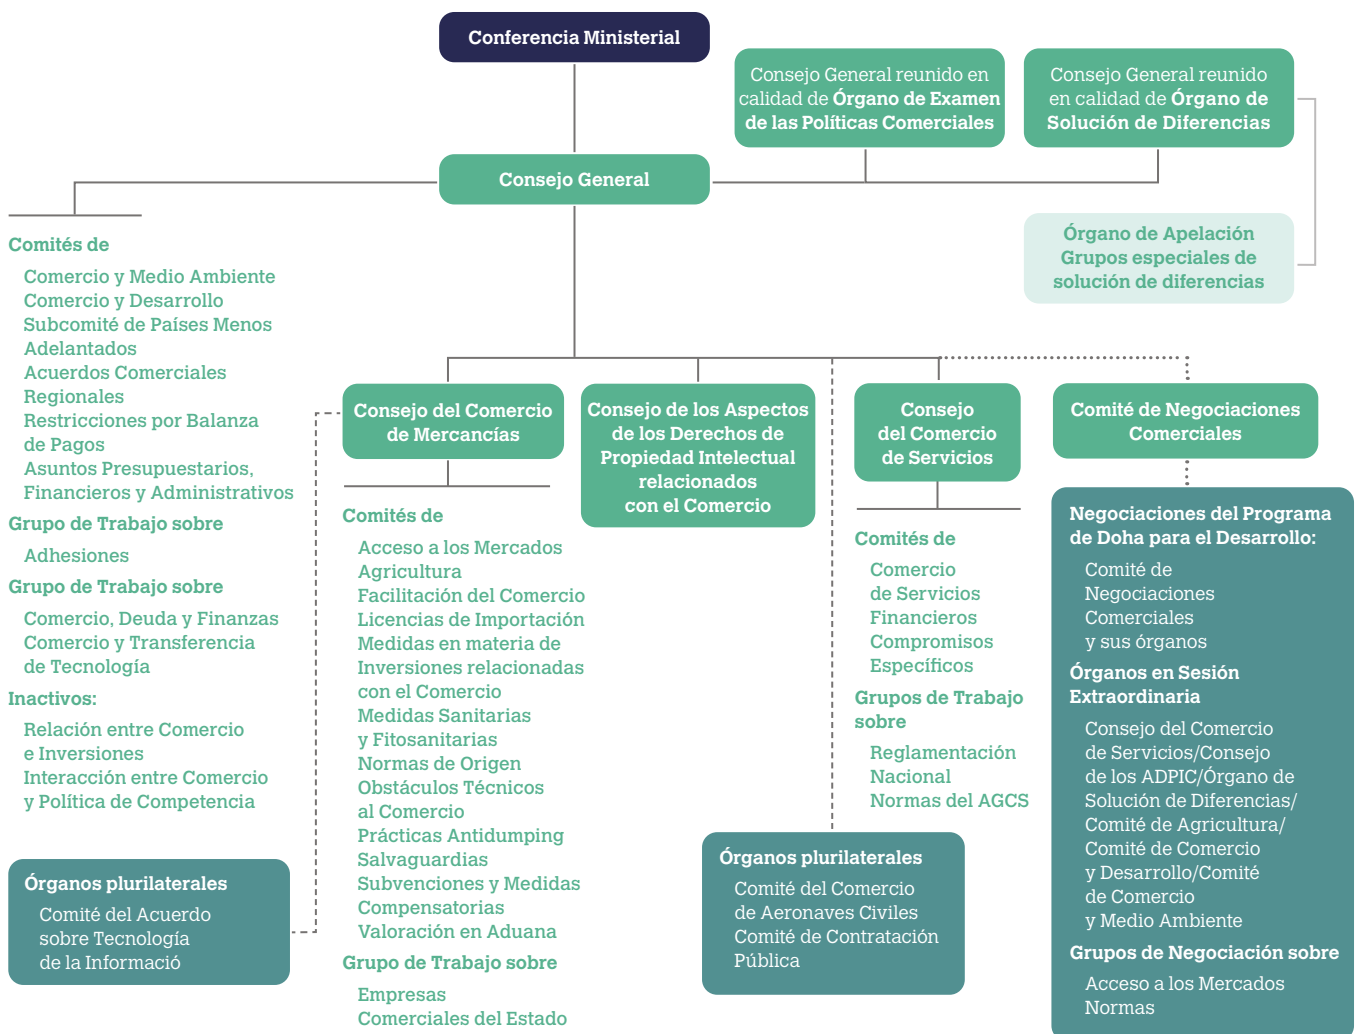 Conferencia Ministerial
Consejo General reunido en
calidad de Órgano de Examen
de las Políticas Comerciales
Consejo General reunido
en calidad de Órgano de
Solución de Diferencias
Consejo General
Órgano de Apelación
Grupos especiales de
solución de diferencias
Comités de
Comercio y Medio Ambiente
Comercio y Desarrollo
Subcomité de Países Menos
Adelantados
Acuerdos Comerciales
Regionales
Restricciones por Balanza
de Pagos
Asuntos Presupuestarios,
Financieros y Administrativos
Grupo de Trabajo sobre
Adhesiones
Grupo de Trabajo sobre
Comercio, Deuda y Finanzas
Comercio y Transferencia
de Tecnología
Inactivos:
Relación entre Comercio
e Inversiones
Interacción entre Comercio
y Política de Competencia
Órganos plurilaterales
Comité del Acuerdo
sobre Tecnología
de la Informació
Consejo del Comercio
de Mercancías
Comités de
Acceso a los Mercados
Agricultura
Facilitación del Comercio
Licencias de Importación
Medidas en materia de
Inversiones relacionadas
con el Comercio
Medidas Sanitarias
y Fitosanitarias
Normas de Origen
Obstáculos Técnicos
al Comercio
Prácticas Antidumping
Salvaguardias
Subvenciones y Medidas
Compensatorias
Valoración en Aduana
Grupo de Trabajo sobre
Empresas
Comerciales del Estado
Consejo de los Aspectos
de los Derechos de
Propiedad Intelectual
relacionados
con el Comercio
Órganos plurilaterales
Comité del Comercio
de Aeronaves Civiles
Comité de Contratación
Pública
Consejo
del Comercio
de Servicios
Comités de
Comercio
de Servicios
Financieros
Compromisos
Específicos
Grupos de Trabajo
sobre
Reglamentación
Nacional
Normas del AGCS
Comité de Negociaciones
Comerciales
Negociaciones del Programa
de Doha para el Desarrollo:
Comité de
Negociaciones
Comerciales
y sus órganos
Órganos en Sesión
Extraordinaria
Consejo del Comercio
de Servicios/Consejo
de los ADPIC/Órgano de
Solución de Diferencias/
Comité de Agricultura/
Comité de Comercio
y Desarrollo/Comité
de Comercio
y Medio Ambiente
Grupos de Negociación sobre
Acceso a los Mercados
Normas